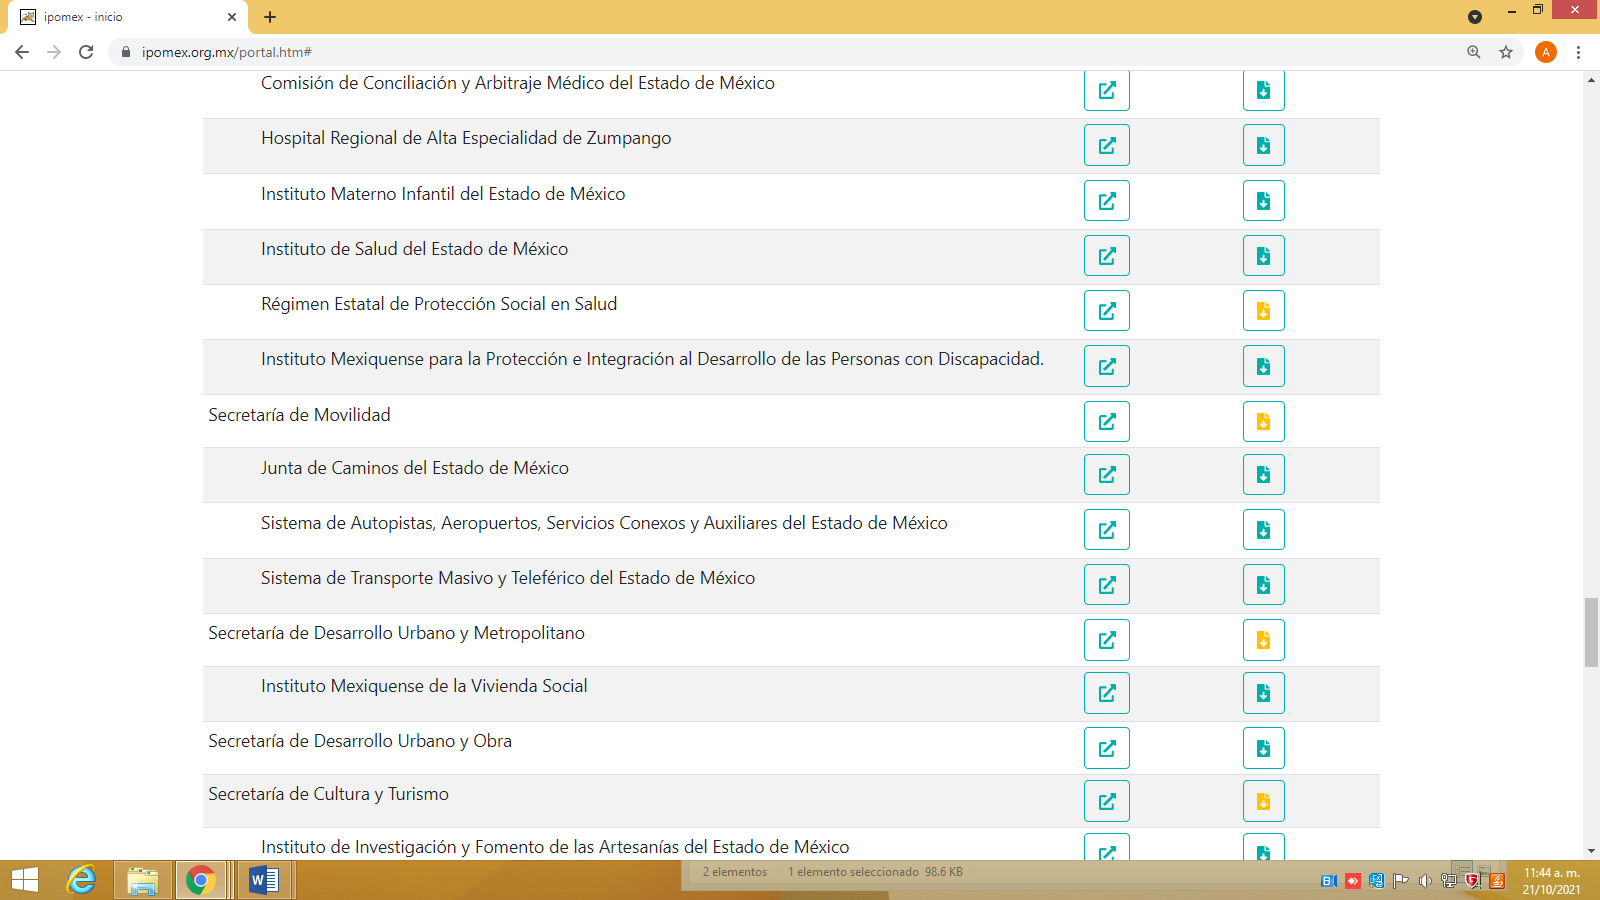 ipomex - inicio
ipomex.org.mx/portal.htm#
A
Comisión de Conciliación y Arbitraje Médico del Estado de México
Hospital Regional de Alta Especialidad de Zumpango
Instituto Materno Infantil del Estado de México
Instituto de Salud del Estado de México
Régimen Estatal de Protección Social en Salud
Instituto Mexiquense para la Protección e Integración al Desarrollo de las Personas con Discapacidad.
Secretaría de Movilidad
Junta de Caminos del Estado de México
Sistema de Autopistas, Aeropuertos, Servicios Conexos y Auxiliares del Estado de México
Sistema de Transporte Masivo y Teleférico del Estado de México
Secretaría de Desarrollo Urbano y Metropolitano
Instituto Mexiquense de la Vivienda Social
Secretaría de Desarrollo Urbano y Obra
Secretaría de Cultura y Turismo
Instituto de Investigación y Fomento de las Artesanías del Estado de México
2 elementos 1 elemento seleccionado 98.6 KB
11:44 a. m.
21/10/2021